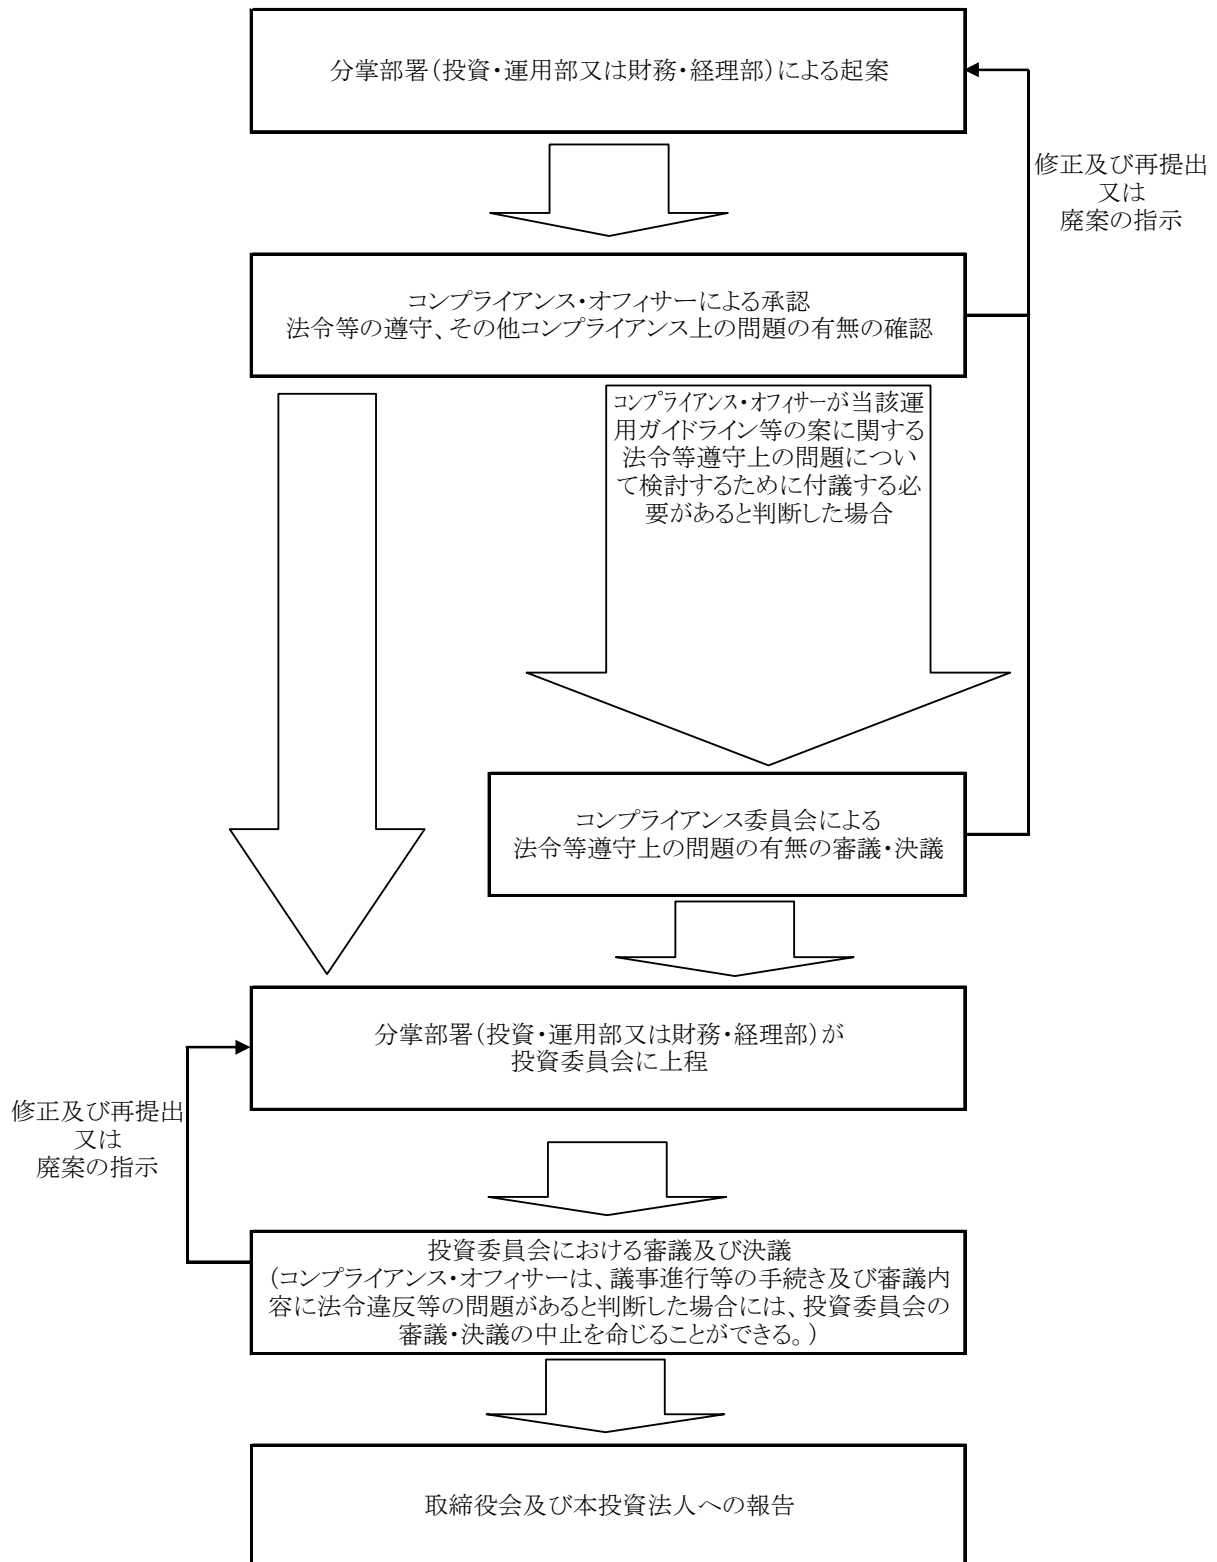 分掌部署（投資・運用部又は財務・経理部）による起案
修正及び再提出
又は
廃案の指示
コンプライアンス・オフィサーによる承認
法令等の遵守、その他コンプライアンス上の問題の有無の確認
コンプライアンス・オフィサーが当該運
用ガイドライン等の案に関する
法令等遵守上の問題につい
て検討するために付議する必
要があると判断した場合
コンプライアンス委員会による
法令等遵守上の問題の有無の審議・決議
分掌部署（投資・運用部又は財務・経理部）が
投資委員会に上程
修正及び再提出
又は
廃案の指示
投資委員会における審議及び決議
（コンプライアンス・オフィサーは、議事進行等の手続き及び審議内
容に法令違反等の問題があると判断した場合には、投資委員会の
審議・決議の中止を命じることができる。）
取締役会及び本投資法人への報告